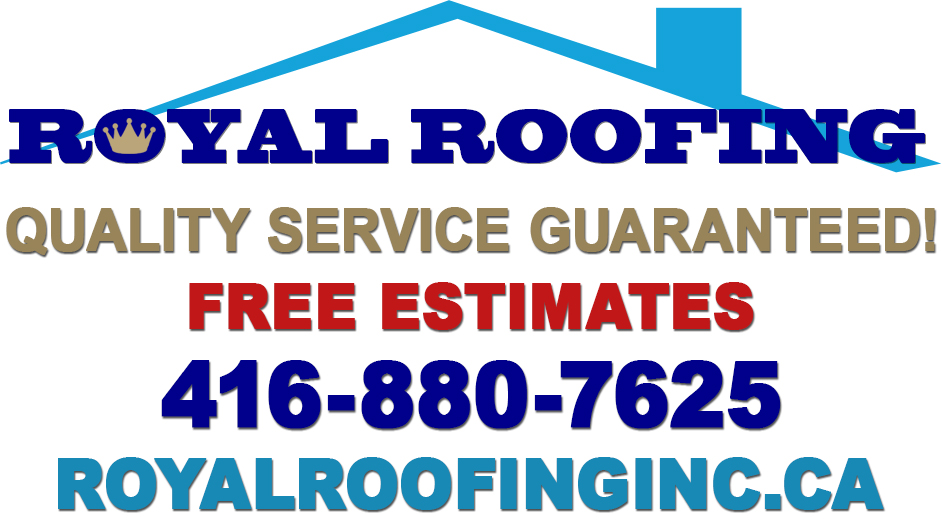 ROYAL ROOFING
QUALITY SERVICE GUARANTEED!
FREE ESTIMATES
416-880-7625
ROYALROOFINGINC.CA